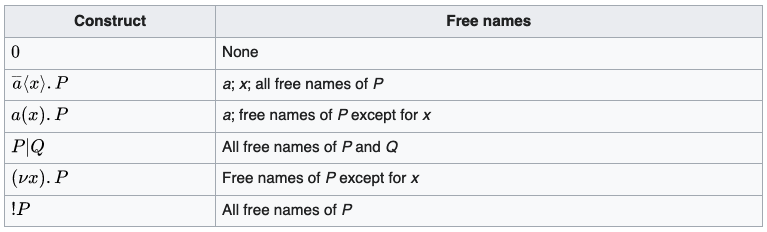 Construct Free names
0 None
a̅⟨x⟩. P a; x; all free names of P
a(x). P a; free names of P except for x
P|Q All free names of P and Q
(νx). P Free names of P except for x
!P All free names of P